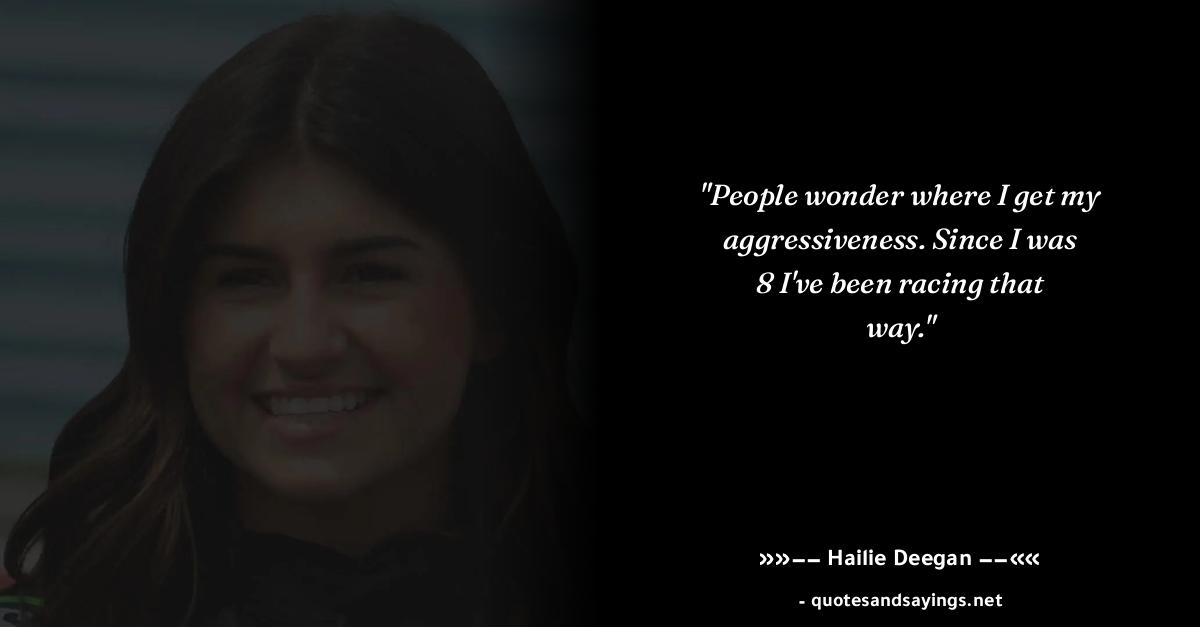 "People wonder where I get my
aggressiveness. Since I was
8 I've been racing that
way."
»»−− Hailie Deegan −−««
- quotesandsayings.net